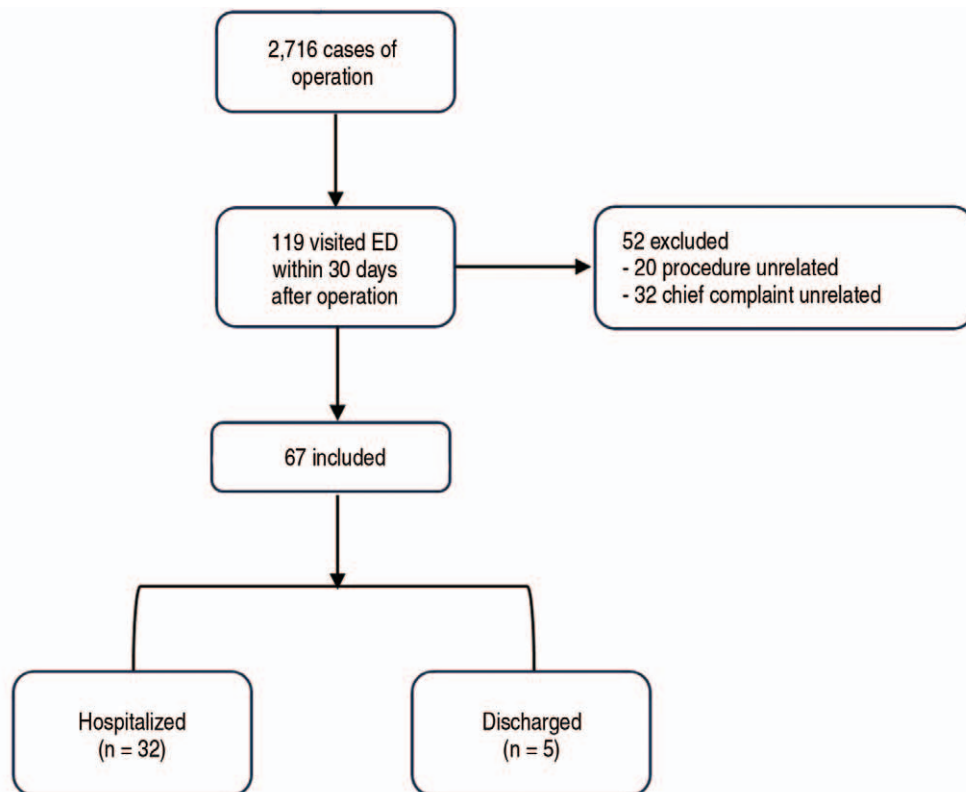 2,716 cases of
operation
119 visited ED
within 30 days
after operation
52 excluded
- 20 procedure unrelated
- 32 chief complaint unrelated
67 included
Hospitalized
(n = 32)
Discharged
(n = 5)